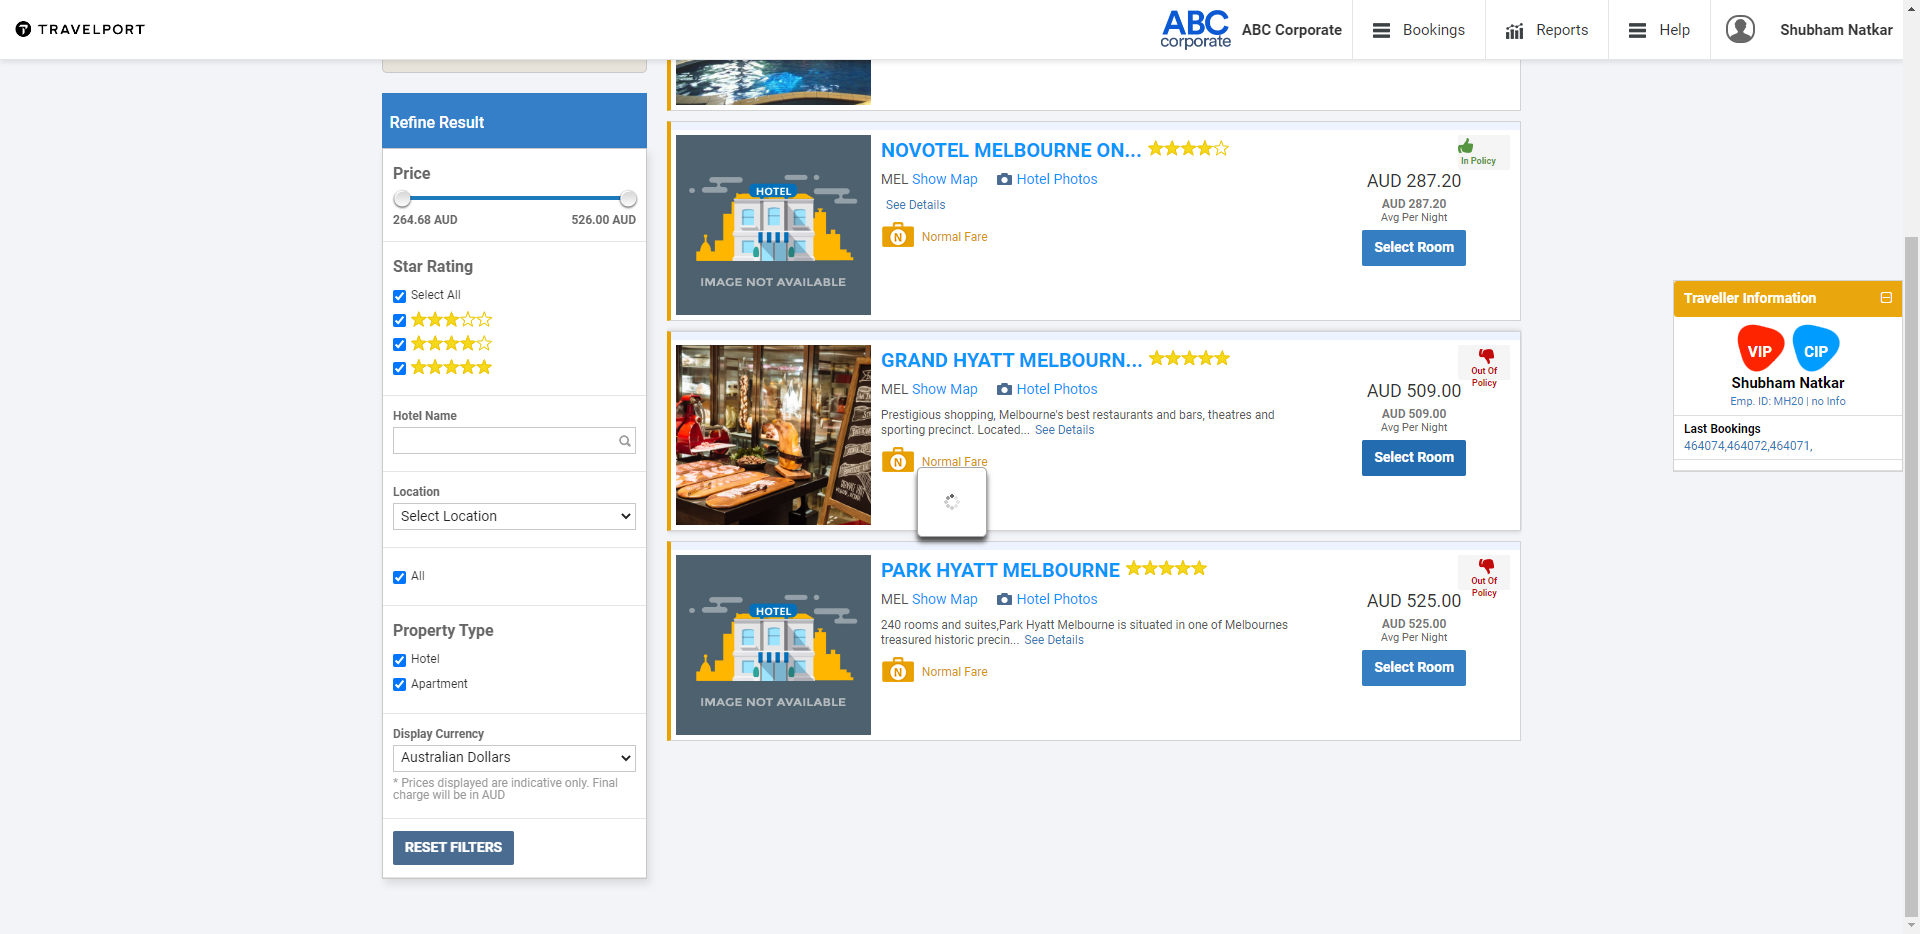 TRAVELPORT
ABC
corporate
ABC Corporate
Bookings
Reports
Help
Shubham Natkar
Refine Result
Price
264.68 AUD
526.00 AUD
Star Rating
Select All
Hotel Name
Location
Select Location
All
Property Type
Hotel
Apartment
Display Currency
Australian Dollars
* Prices displayed are indicative only. Final
charge will be in AUD
RESET FILTERS
HOTEL
IMAGE NOT AVAILABLE
NOVOTEL MELBOURNE ON...
MEL Show Map Hotel Photos
See Details
N Normal Fare
In Policy
AUD 287.20
AUD 287.20
Avg Per Night
Select Room
GRAND HYATT MELBOURN...
MEL Show Map Hotel Photos
Prestigious shopping, Melbourne's best restaurants and bars, theatres and
sporting precinct. Located... See Details
N Normal Fare
Out Of
Policy
AUD 509.00
AUD 509.00
Avg Per Night
Select Room
HOTEL
IMAGE NOT AVAILABLE
PARK HYATT MELBOURNE
MEL Show Map Hotel Photos
240 rooms and suites,Park Hyatt Melbourne is situated in one of Melbournes
treasured historic precin... See Details
N Normal Fare
Out Of
Policy
AUD 525.00
AUD 525.00
Avg Per Night
Select Room
Traveller Information
VIP
CIP
Shubham Natkar
Emp. ID: MH20 | no Info
Last Bookings
464074,464072,464071,